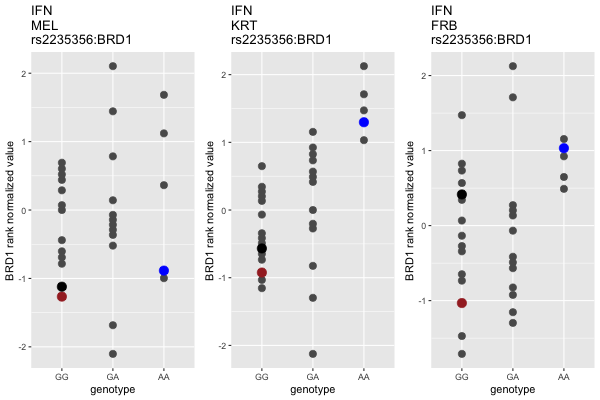 IFN
MEL
rs2235356:BRD1
BRD1 rank normalized value
2
1
0
-1
-2
GG
GA
AA
genotype
IFN
KRT
rs2235356:BRD1
BRD1 rank normalized value
2
1
0
-1
-2
GG
GA
AA
genotype
IFN
FRB
rs2235356:BRD1
BRD1 rank normalized value
2
1
0
-1
GG
GA
AA
genotype